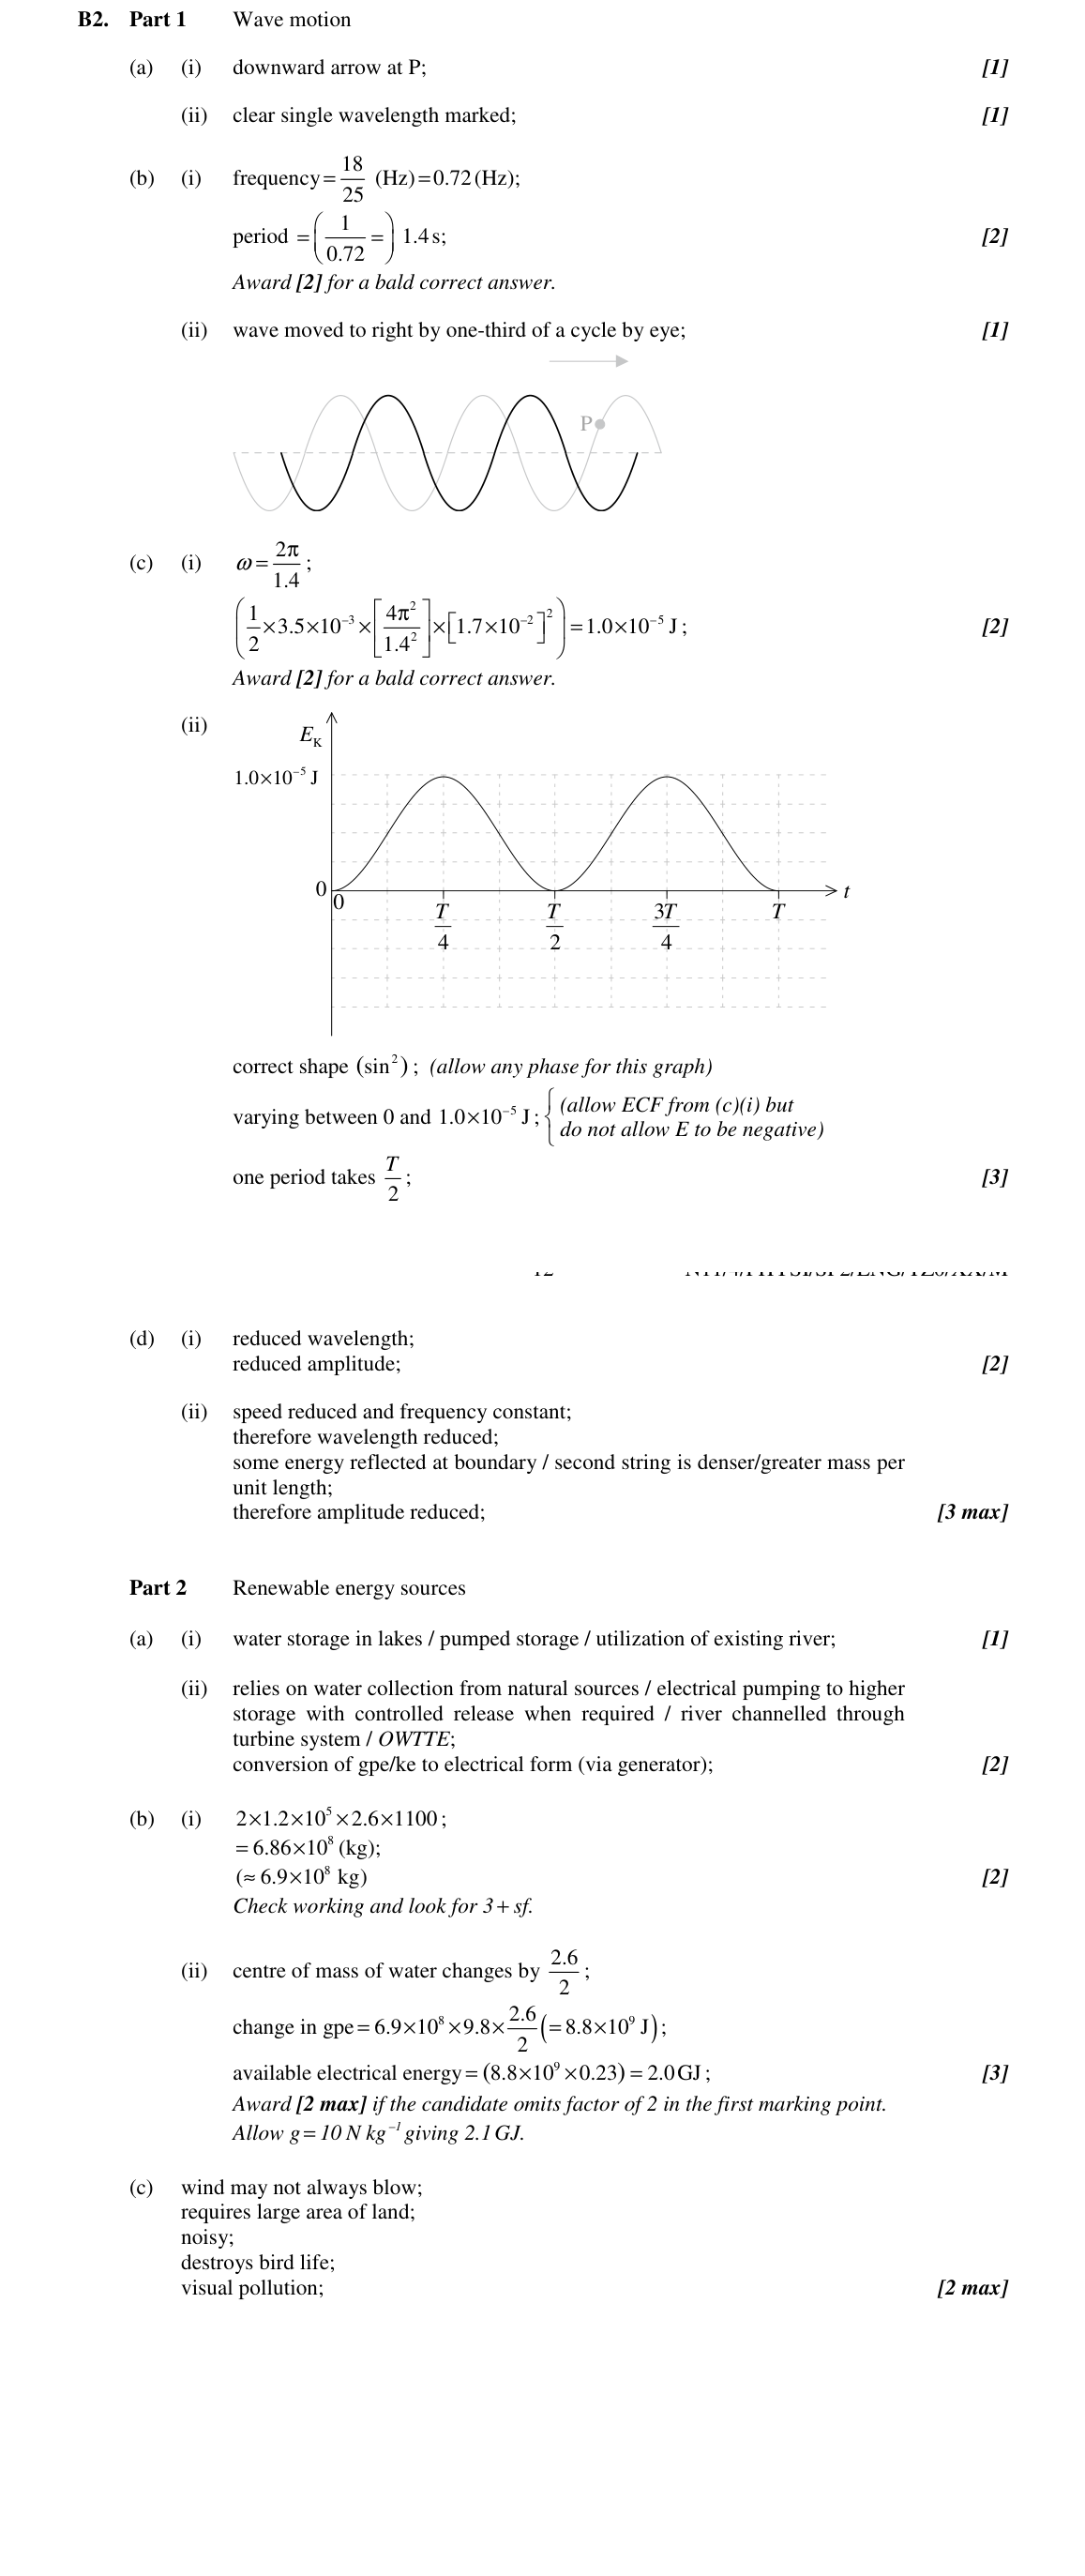 B2. Part 1 Wave motion
(a) (i) downward arrow at P; [1]
(ii) clear single wavelength marked; [1]
(b) (i) frequency = 18/25 (Hz) = 0.72 (Hz);
period = (1/0.72 =) 1.4 s; [2]
Award [2] for a bald correct answer.
(ii) wave moved to right by one-third of a cycle by eye; [1]
P
(c) (i) ω = 2π/1.4 ;
(1/2 × 3.5×10⁻³ × [4π²/1.4²] × [1.7×10⁻²]²) = 1.0×10⁻⁵ J ; [2]
Award [2] for a bald correct answer.
(ii) E_K
1.0×10⁻⁵ J
0
0 T/4 T/2 3T/4 T t
correct shape (sin²) ; (allow any phase for this graph)
varying between 0 and 1.0×10⁻⁵ J ; { (allow ECF from (c)(i) but
do not allow E to be negative)
one period takes T/2 ; [3]
(d) (i) reduced wavelength;
reduced amplitude; [2]
(ii) speed reduced and frequency constant;
therefore wavelength reduced;
some energy reflected at boundary / second string is denser/greater mass per
unit length;
therefore amplitude reduced; [3 max]
Part 2 Renewable energy sources
(a) (i) water storage in lakes / pumped storage / utilization of existing river; [1]
(ii) relies on water collection from natural sources / electrical pumping to higher
storage with controlled release when required / river channelled through
turbine system / OWTTE;
conversion of gpe/ke to electrical form (via generator); [2]
(b) (i) 2×1.2×10⁵×2.6×1100 ;
= 6.86×10⁸ (kg);
(≈ 6.9×10⁸ kg) [2]
Check working and look for 3+ sf.
(ii) centre of mass of water changes by 2.6/2 ;
change in gpe = 6.9×10⁸×9.8×2.6/2 (= 8.8×10⁹ J) ;
available electrical energy = (8.8×10⁹ ×0.23) = 2.0 GJ ; [3]
Award [2 max] if the candidate omits factor of 2 in the first marking point.
Allow g = 10 N kg⁻¹ giving 2.1 GJ.
(c) wind may not always blow;
requires large area of land;
noisy;
destroys bird life;
visual pollution; [2 max]